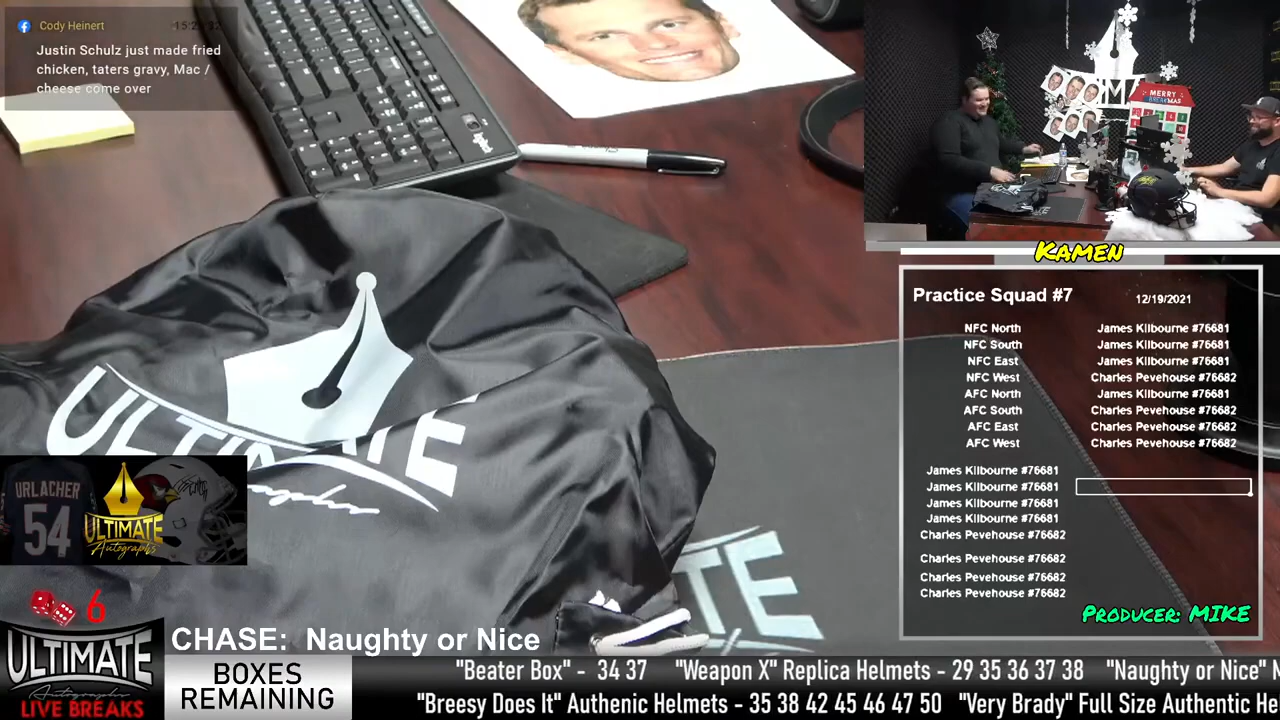 Cody Heinert
Justin Schulz just made fried
chicken, taters gravy, Mac /
cheese come over
MERRY
BREAKMAS
KAMEN
Practice Squad #7 12/19/2021
NFC North James Kilbourne #76681
NFC South James Kilbourne #76681
NFC East James Kilbourne #76681
NFC West Charles Pevehouse #76682
AFC North James Kilbourne #76681
AFC South Charles Pevehouse #76682
AFC East Charles Pevehouse #76682
AFC West Charles Pevehouse #76682
James Kilbourne #76681
James Kilbourne #76681
James Kilbourne #76681
James Kilbourne #76681
Charles Pevehouse #76682
Charles Pevehouse #76682
Charles Pevehouse #76682
Charles Pevehouse #76682
PRODUCER: MIKE
ULTIMATE
URLACHER
54
ULTIMATE
Autographs
6
ULTIMATE
Autographs
LIVE BREAKS
CHASE: Naughty or Nice
BOXES
REMAINING
"Beater Box" - 34 37 "Weapon X" Replica Helmets - 29 35 36 37 38 "Naughty or Nice"
"Breesy Does It" Authenic Helmets - 35 38 42 45 46 47 50 "Very Brady" Full Size Authentic He